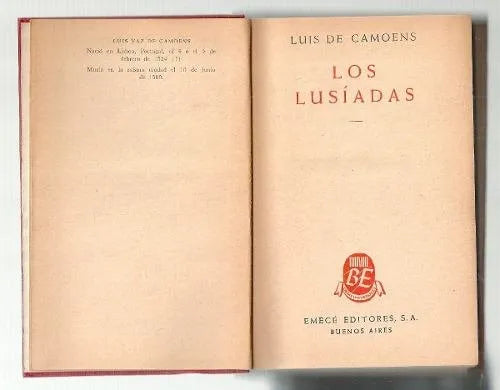 LUIS VAZ DE CAMOENS
Nació en Lisboa, Portugal, el 4 ó el 5 de
febrero de 1524 (?)
Murió en la misma ciudad el 10 de junio
de 1580.
LUIS DE CAMOENS
LOS
LUSÍADAS
BE
EMECÉ EDITORES, S.A.
BUENOS AIRES